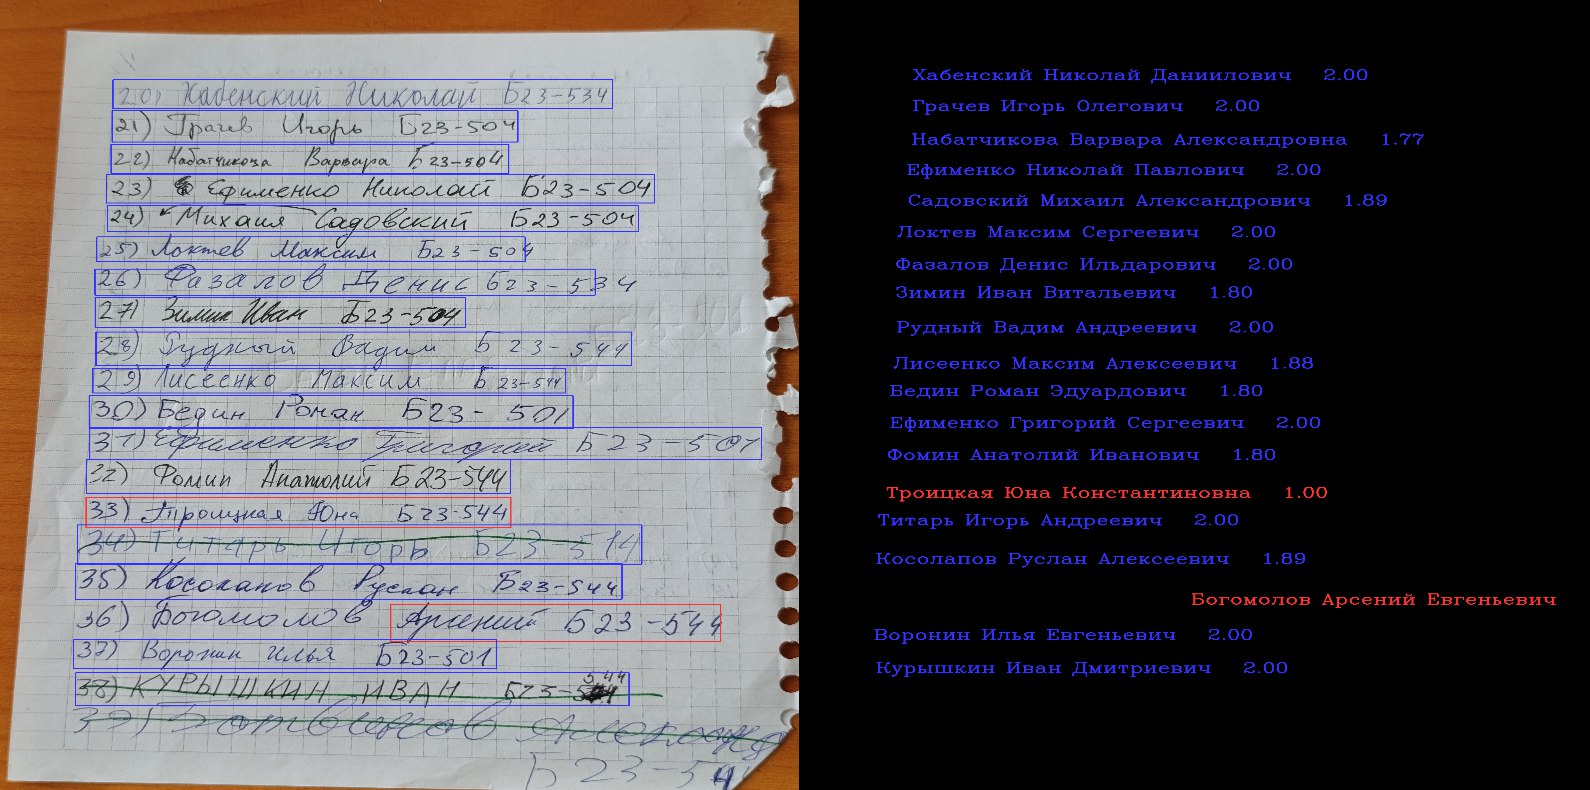 20) Хабенский Николай Б23-534
21) Грачев Игорь Б23-504
22) Набатчикова Варвара Б23-504
23) Ефименко Николай Б23-504
24) Михаил Садовский Б23-504
25) Локтев Максим Б23-504
26) Фазалов Денис Б23-534
27) Зимин Иван Б23-504
28) Рудный Вадим Б23-544
29) Лисеенко Максим Б23-544
30) Бедин Роман Б23-501
31) Ефименко Григорий Б23-501
32) Фомин Анатолий Б23-544
33) Троицкая Юна Б23-544
34) Титарь Игорь Б23-514
35) Косолапов Руслан Б23-544
36) Богомолов Арсений Б23-544
37) Воронин Илья Б23-501
38) КУРЫШКИН ИВАН Б23-544
39)
Хабенский Николай Даниилович 2.00
Грачев Игорь Олегович 2.00
Набатчикова Варвара Александровна 1.77
Ефименко Николай Павлович 2.00
Садовский Михаил Александрович 1.89
Локтев Максим Сергеевич 2.00
Фазалов Денис Ильдарович 2.00
Зимин Иван Витальевич 1.80
Рудный Вадим Андреевич 2.00
Лисеенко Максим Алексеевич 1.88
Бедин Роман Эдуардович 1.80
Ефименко Григорий Сергеевич 2.00
Фомин Анатолий Иванович 1.80
Троицкая Юна Константиновна 1.00
Титарь Игорь Андреевич 2.00
Косолапов Руслан Алексеевич 1.89
Богомолов Арсений Евгеньевич
Воронин Илья Евгеньевич 2.00
Курышкин Иван Дмитриевич 2.00